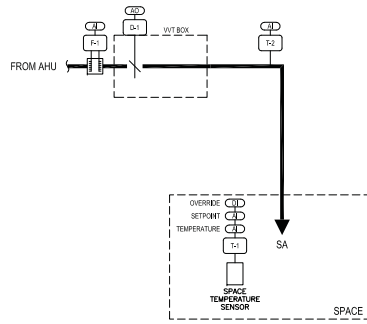 AO
AI
AI
D-1
VVT BOX
F-1
T-2
FROM AHU
OVERRIDE DI
SETPOINT AI
TEMPERATURE AI
SA
T-1
SPACE
TEMPERATURE
SENSOR
SPACE